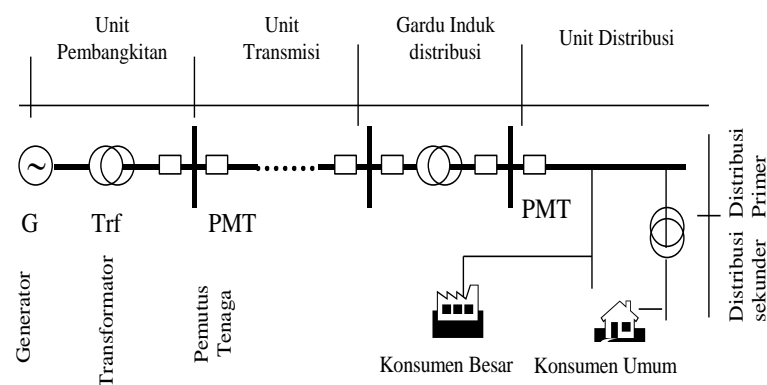 Unit
Pembangkitan
Unit
Transmisi
Gardu Induk
distribusi
Unit Distribusi
~
G
Trf
PMT
PMT
Generator
Transformator
Pemutus
Tenaga
Distribusi
Primer
Distribusi
sekunder
Konsumen Besar
Konsumen Umum